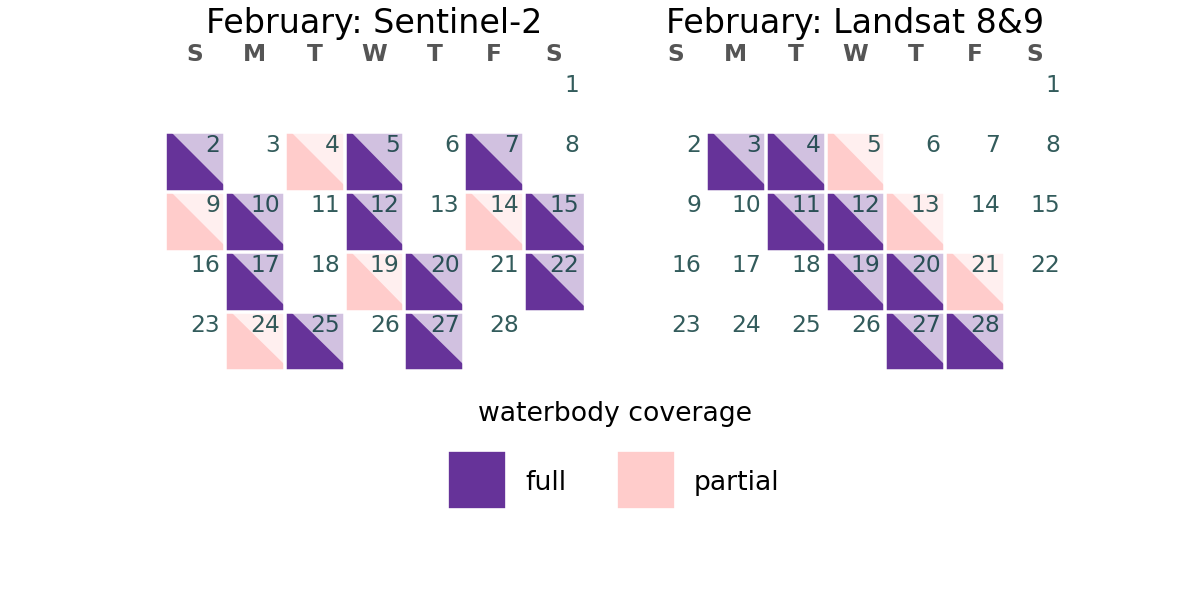 February: Sentinel-2
S M T W T F S
1
2 3 4 5 6 7 8
9 10 11 12 13 14 15
16 17 18 19 20 21 22
23 24 25 26 27 28
February: Landsat 8&9
S M T W T F S
1
2 3 4 5 6 7 8
9 10 11 12 13 14 15
16 17 18 19 20 21 22
23 24 25 26 27 28
waterbody coverage
full partial